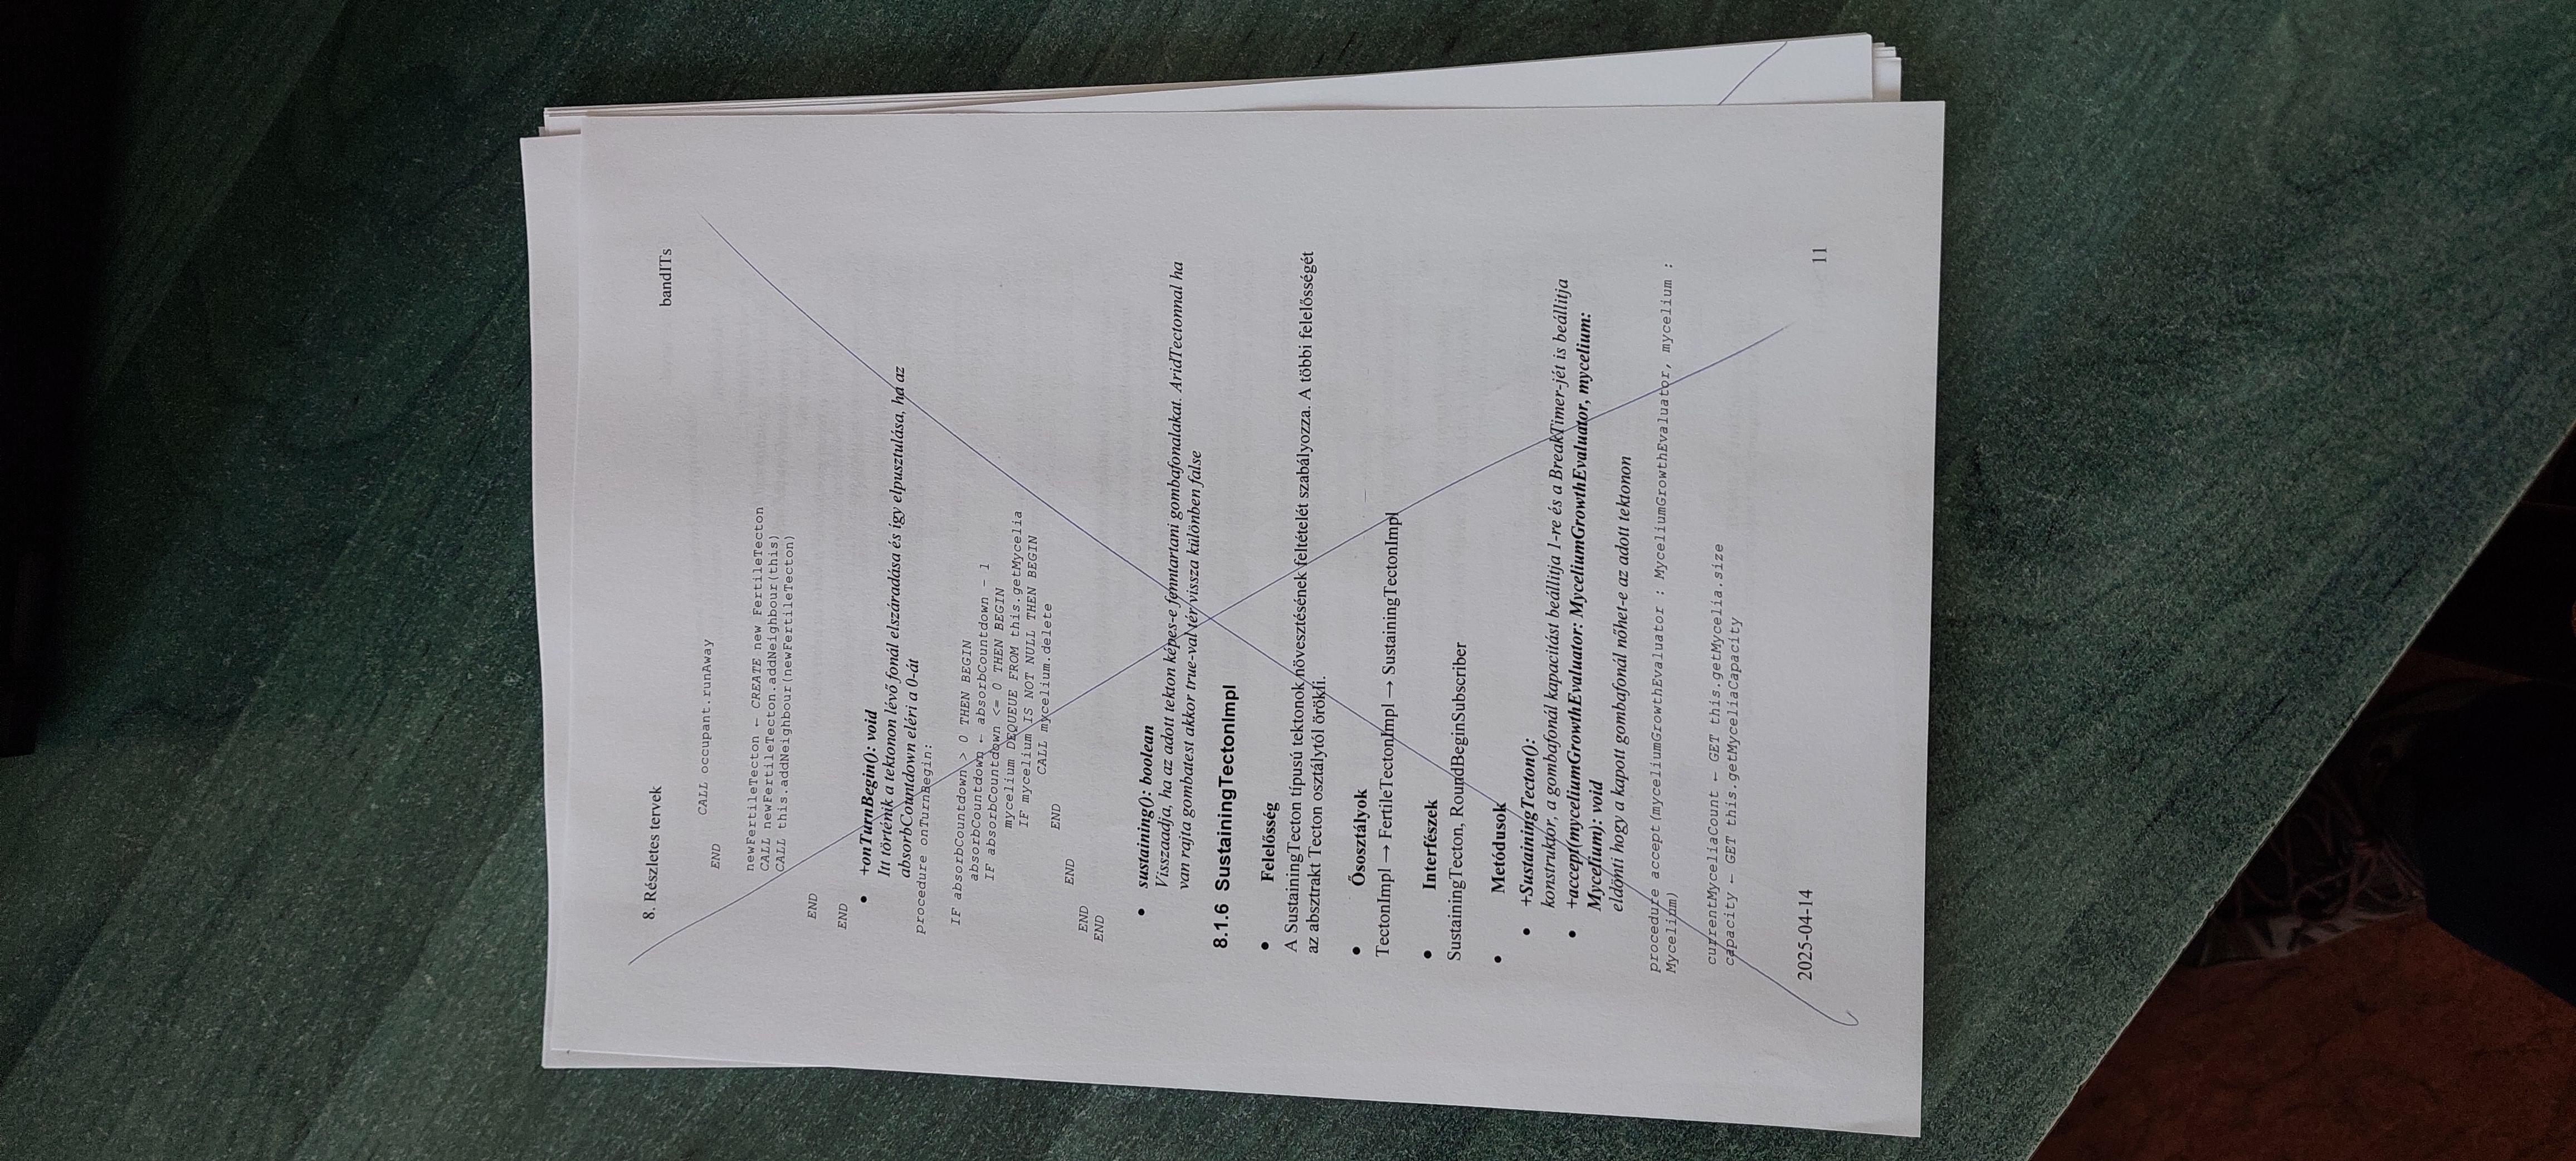 8. Részletes tervek bandITs
CALL occupant.runAway
END
newFertileTecton ← CREATE new FertileTecton
CALL newFertileTecton.addNeighbour(this)
CALL this.addNeighbour(newFertileTecton)
END
END
• +onTurnBegin(): void
Itt történik a tektonon lévő fonál elszáradása és így elpusztulása, ha az
absorbCountdown eléri a 0-át
procedure onTurnBegin:
IF absorbCountdown > 0 THEN BEGIN
absorbCountdown ← absorbCountdown - 1
IF absorbCountdown <= 0 THEN BEGIN
mycelium DEQUEUE FROM this.getMycelia
IF mycelium IS NOT NULL THEN BEGIN
CALL mycelium.delete
END
END
END
END
• sustaining(): boolean
Visszadja, ha az adott tekton képes-e fenntartani gombafonalakat. AridTectonnal ha
van rajta gombatest akkor true-val tér vissza különben false
8.1.6 SustainingTectonImpl
• Felelősség
A SustainingTecton típusú tektonok növesztésének feltételét szabályozza. A többi felelősségét
az absztrakt Tecton osztálytól örökli.
• Ősosztályok
TectonImpl → FertileTectonImpl → SustainingTectonImpl
• Interfészek
SustainingTecton, RoundBeginSubscriber
• Metódusok
• +SustainingTecton():
konstruktor, a gombafonál kapacitást beállítja 1-re és a BreakTimer-jét is beállítja
• +accept(myceliumGrowthEvaluator: MyceliumGrowthEvaluator, mycelium:
Mycelium): void
eldönti hogy a kapott gombafonál nőhet-e az adott tektonon
procedure accept(myceliumGrowthEvaluator : MyceliumGrowthEvaluator, mycelium :
Mycelium)
currentMyceliaCount ← GET this.getMycelia.size
capacity ← GET this.getMyceliaCapacity
2025-04-14 11